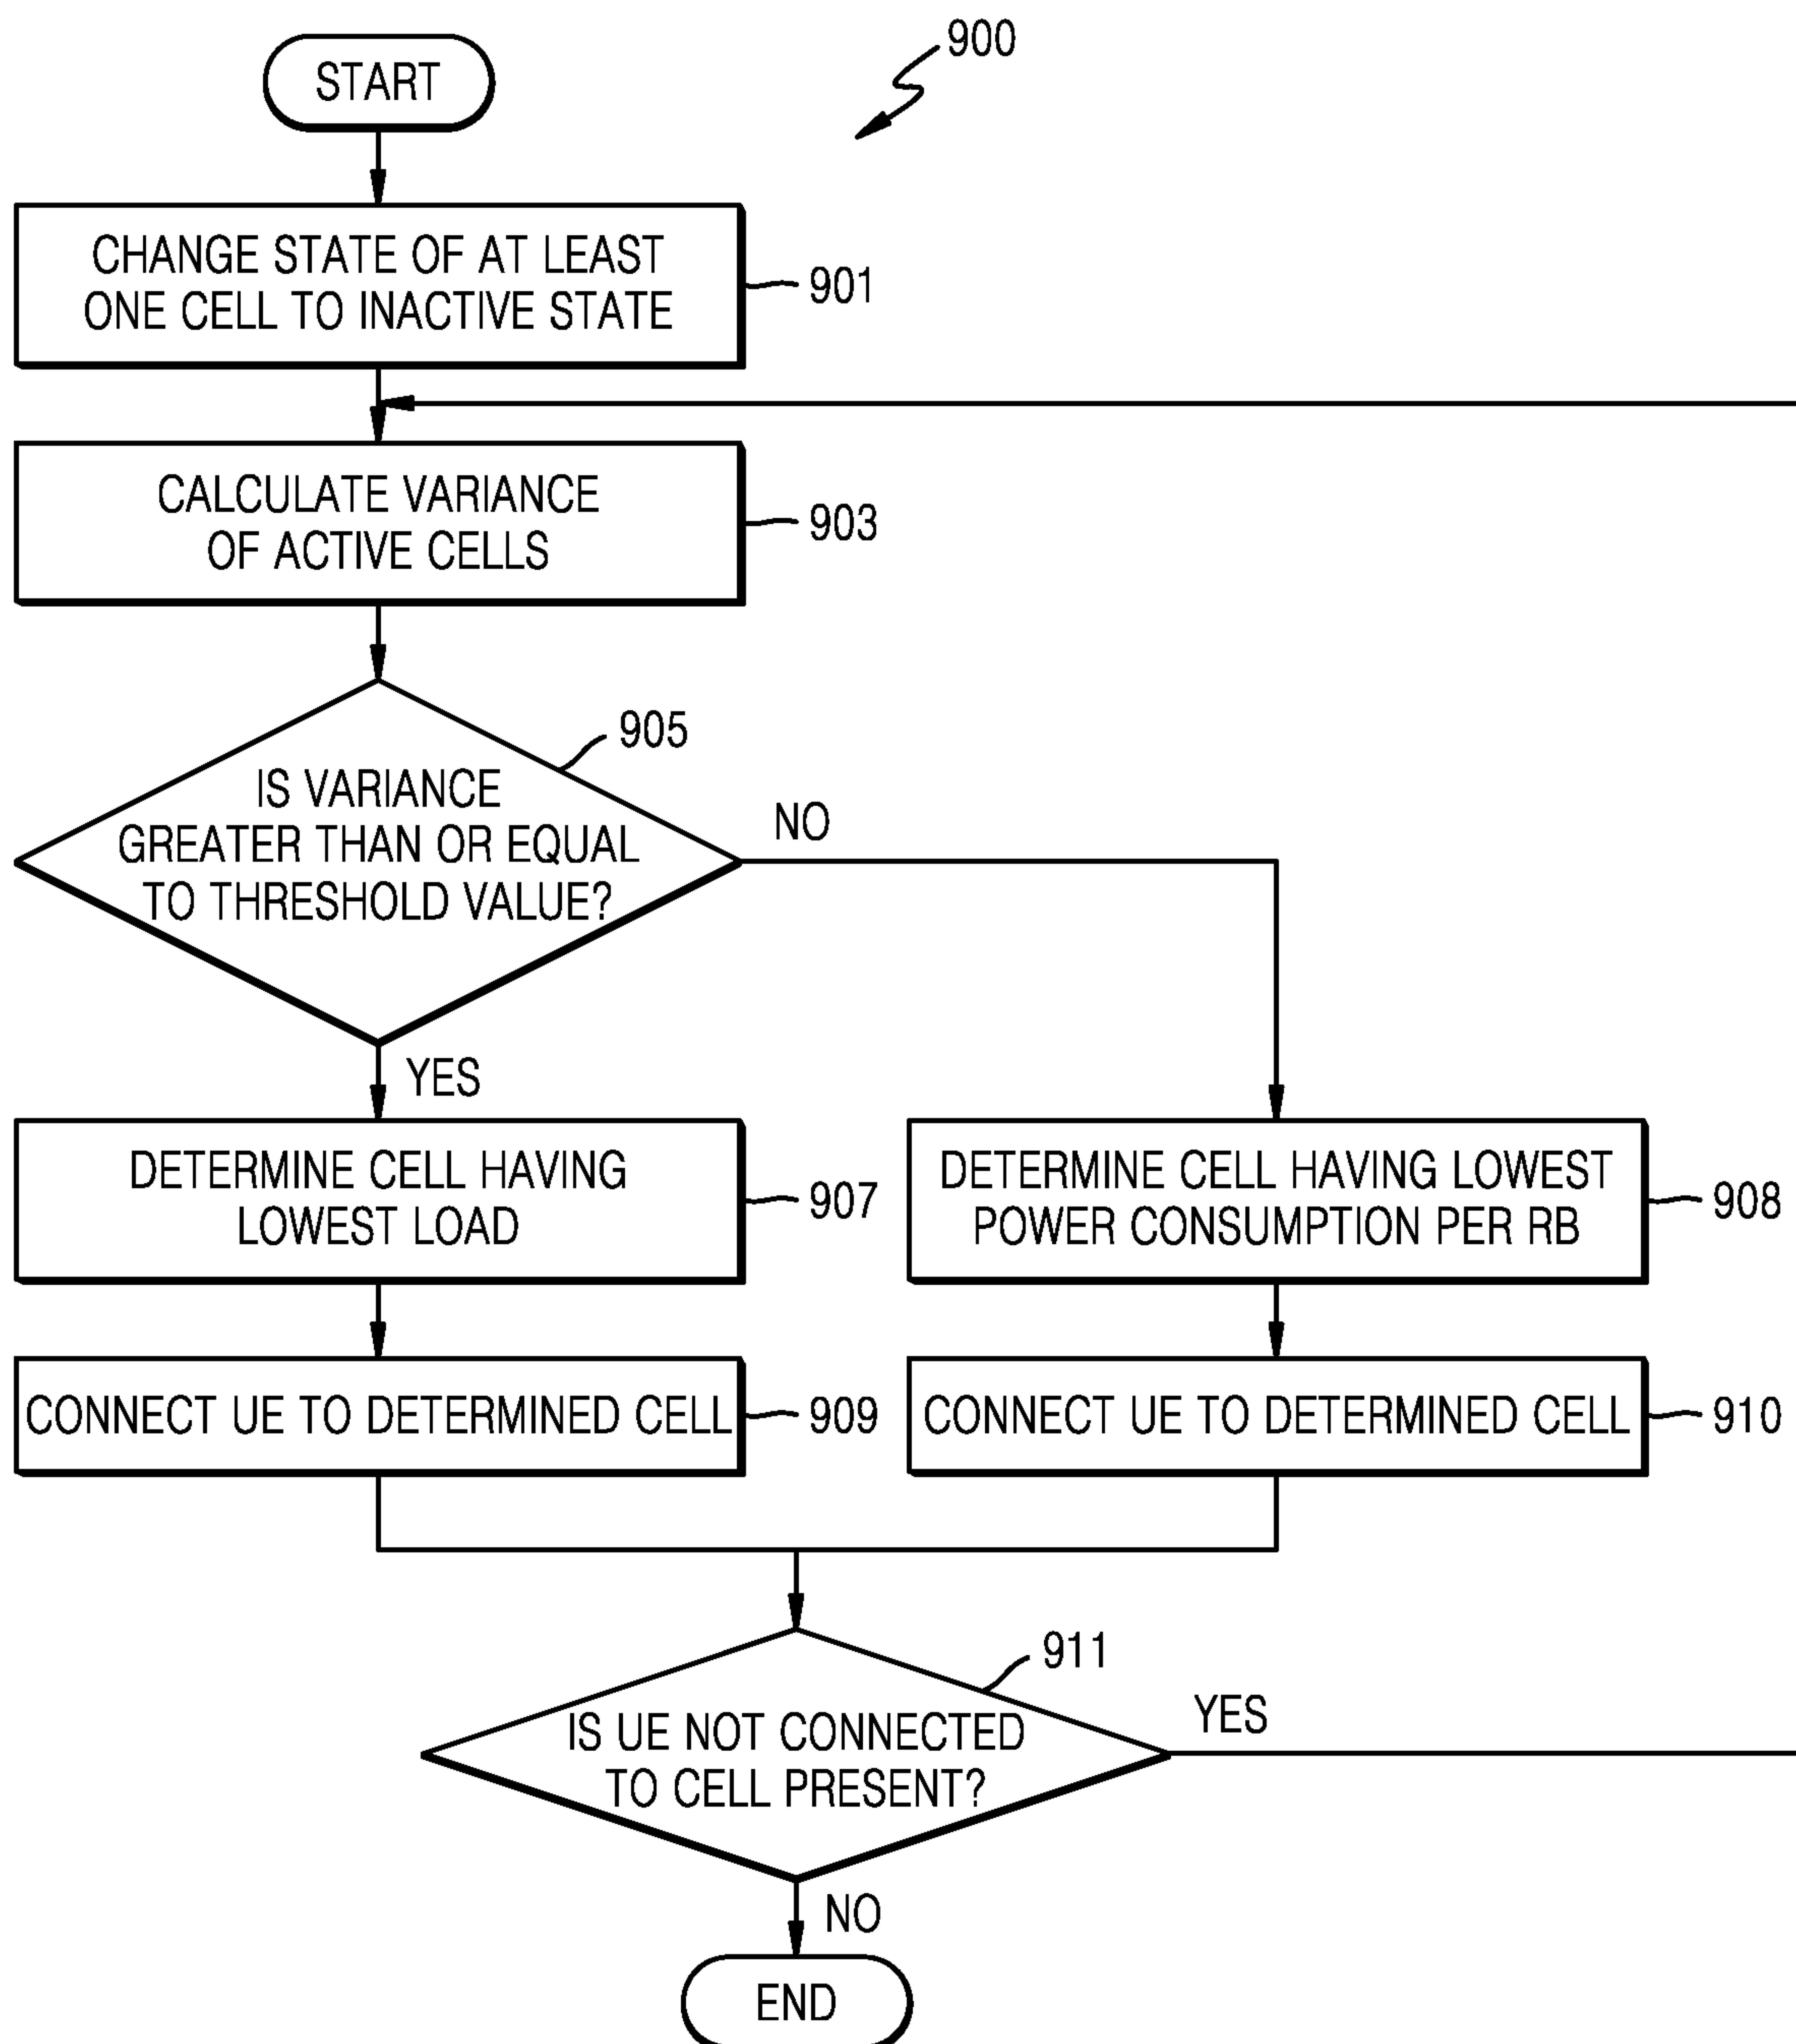 900
START
CHANGE STATE OF AT LEAST
ONE CELL TO INACTIVE STATE
901
CALCULATE VARIANCE
OF ACTIVE CELLS
903
905
IS VARIANCE
GREATER THAN OR EQUAL
TO THRESHOLD VALUE?
NO
YES
DETERMINE CELL HAVING
LOWEST LOAD
907
DETERMINE CELL HAVING LOWEST
POWER CONSUMPTION PER RB
908
CONNECT UE TO DETERMINED CELL
909
CONNECT UE TO DETERMINED CELL
910
911
IS UE NOT CONNECTED
TO CELL PRESENT?
YES
NO
END